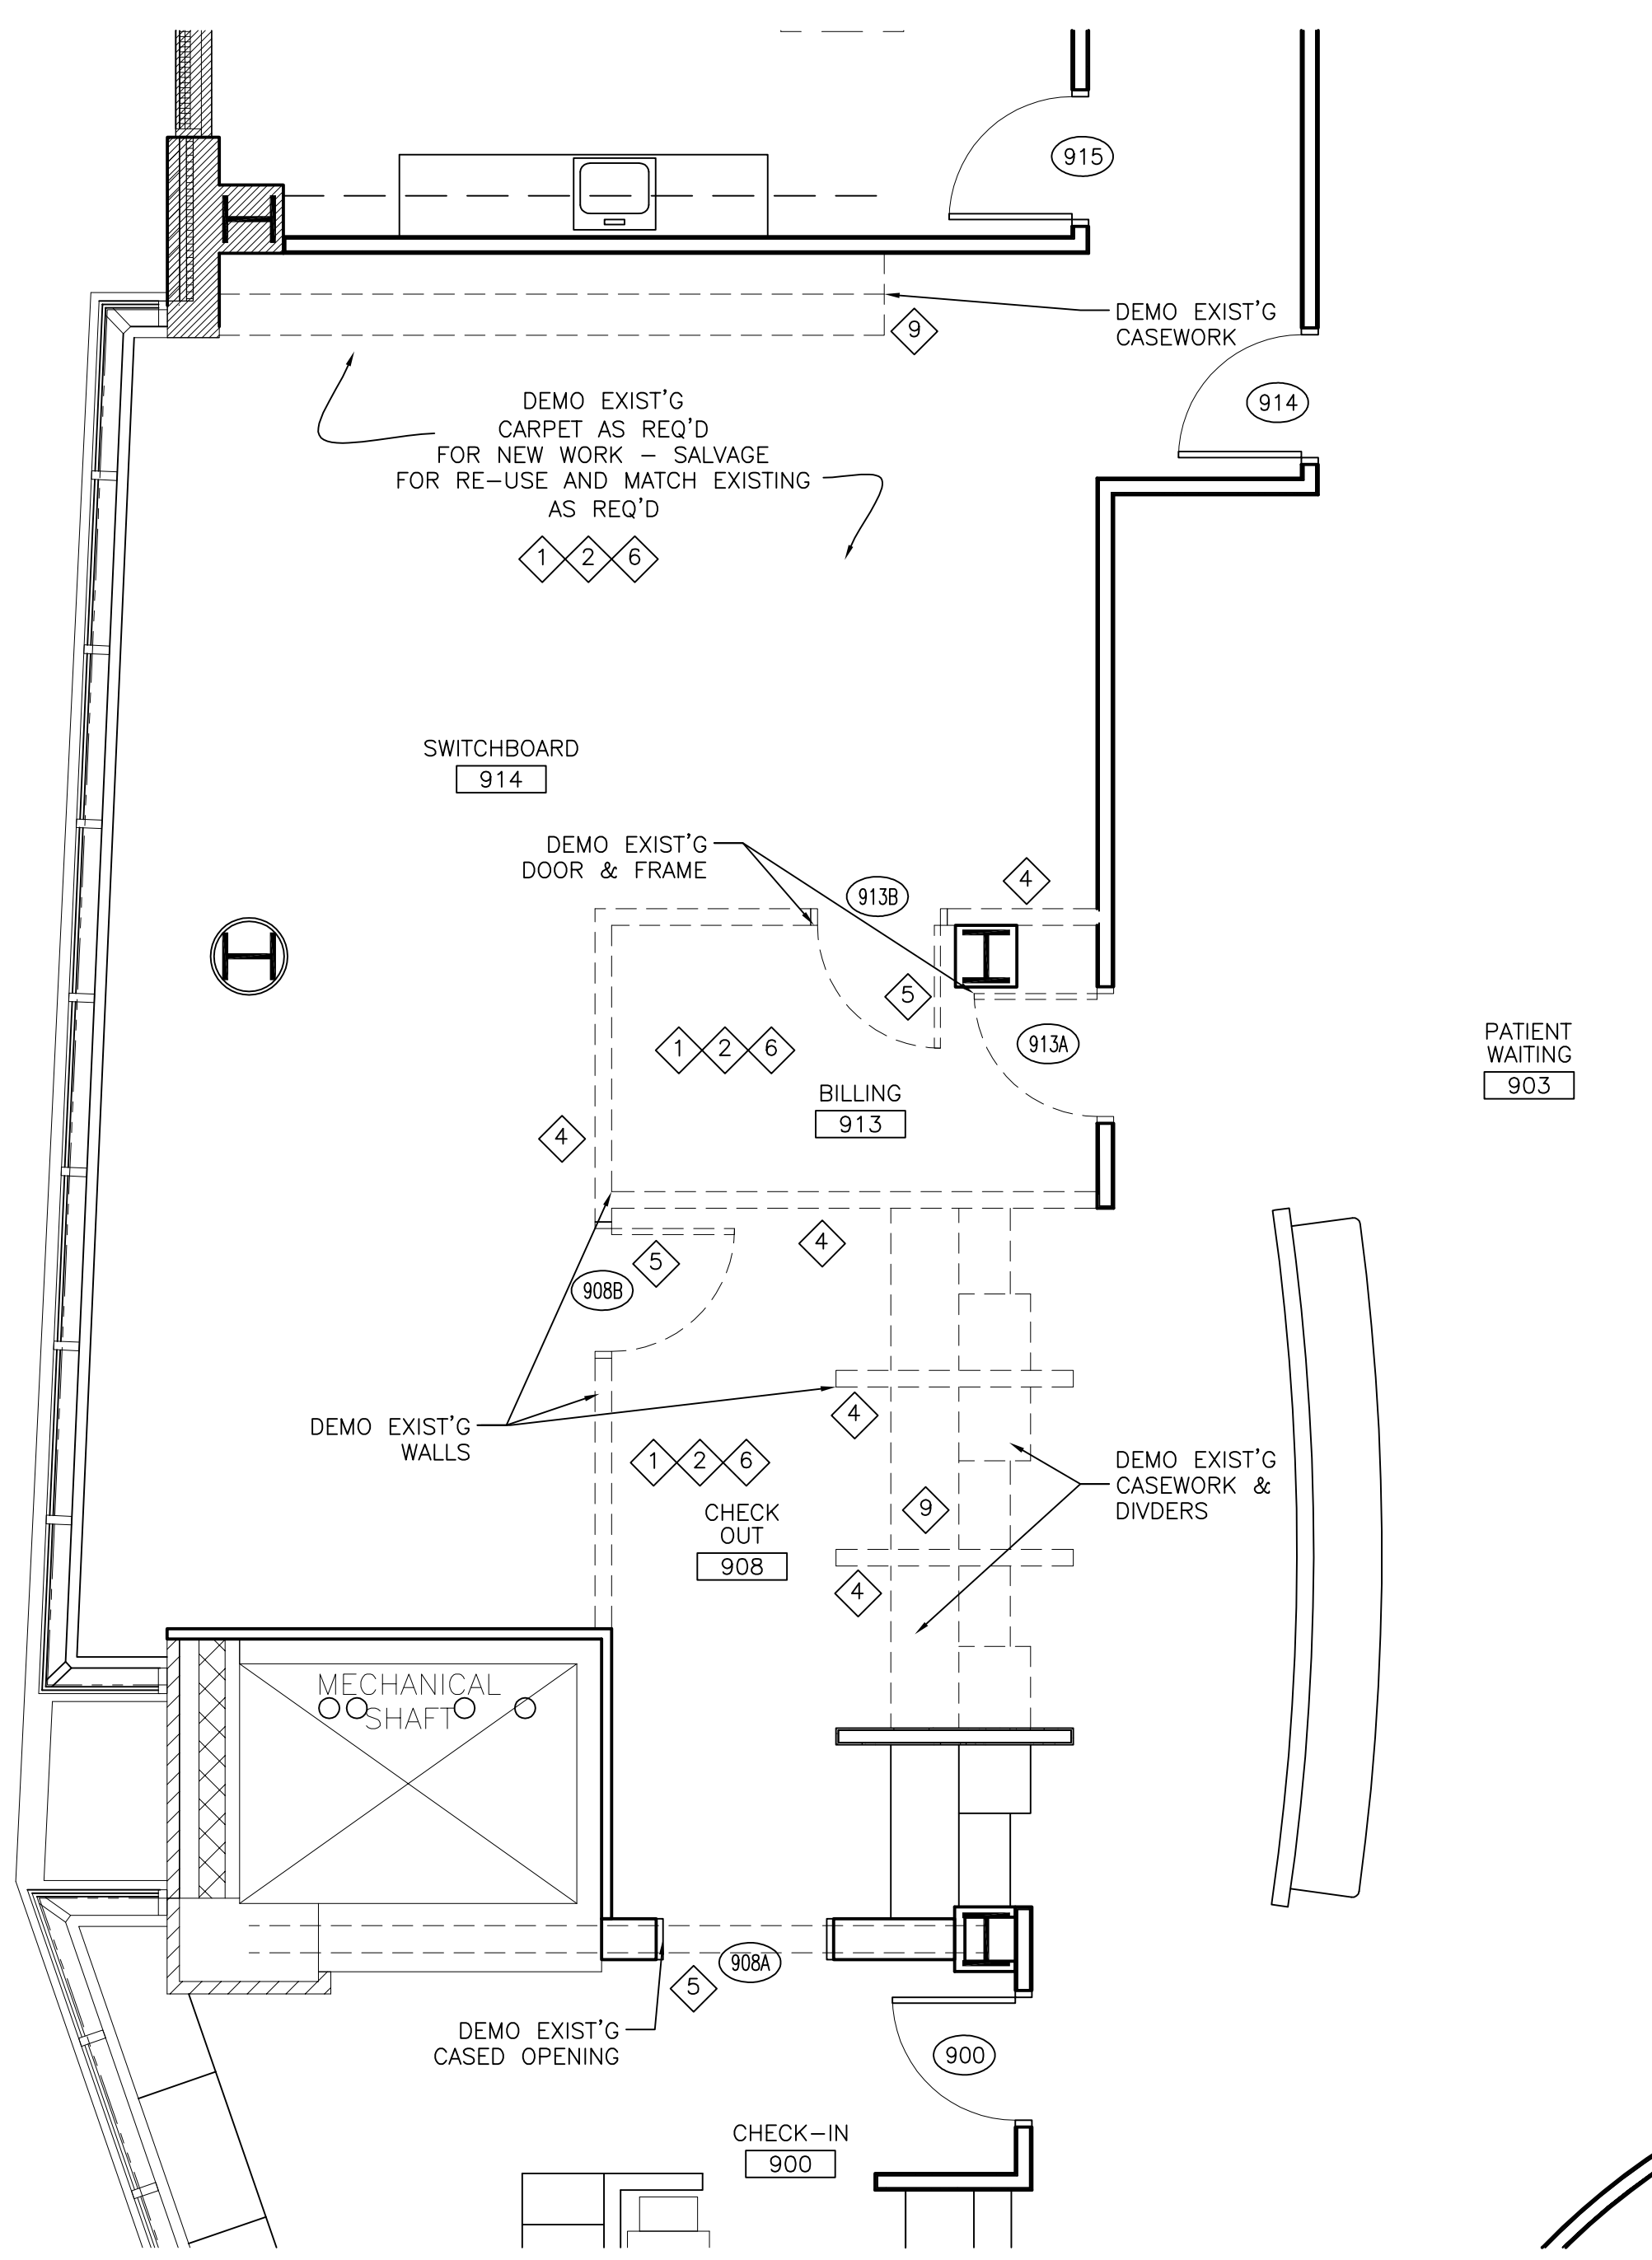 915
DEMO EXIST'G
CASEWORK
9
914
DEMO EXIST'G
CARPET AS REQ'D
FOR NEW WORK – SALVAGE
FOR RE–USE AND MATCH EXISTING
AS REQ'D
1 2 6
SWITCHBOARD
914
DEMO EXIST'G
DOOR & FRAME
913B
4
5
913A
1 2 6
BILLING
913
PATIENT
WAITING
903
4
4
5
908B
4
DEMO EXIST'G
WALLS
1 2 6
CHECK
OUT
908
9
4
DEMO EXIST'G
CASEWORK &
DIVDERS
MECHANICAL
SHAFT
908A
5
DEMO EXIST'G
CASED OPENING
900
CHECK–IN
900